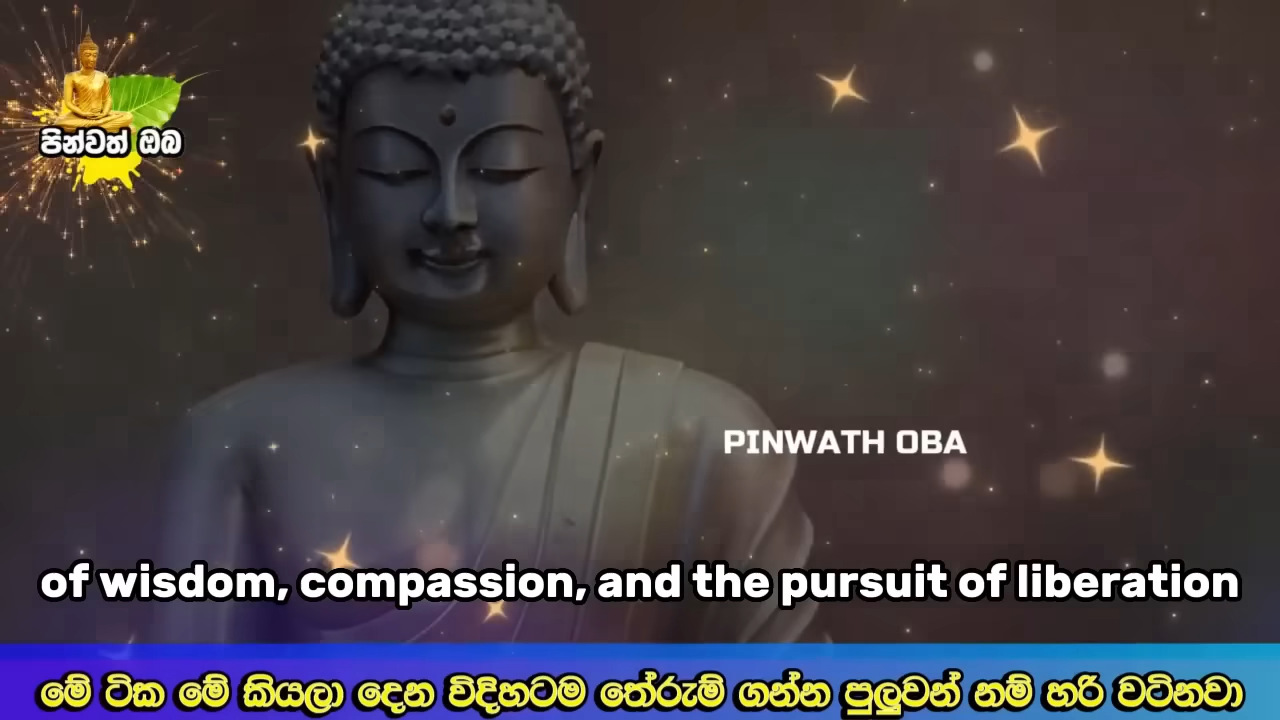 පින්වත් ඔබ
PINWATH OBA
of wisdom, compassion, and the pursuit of liberation
මේ ටික මේ කියලා දෙන විදිහටම තේරුම් ගන්න පුලුවන් නම් හරි වටිනවා